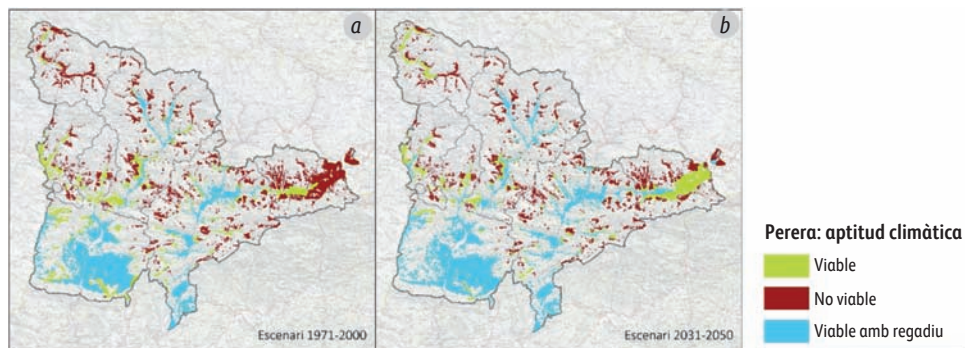 a
b
Escenari 1971-2000
Escenari 2031-2050
Perera: aptitud climàtica
Viable
No viable
Viable amb regadiu